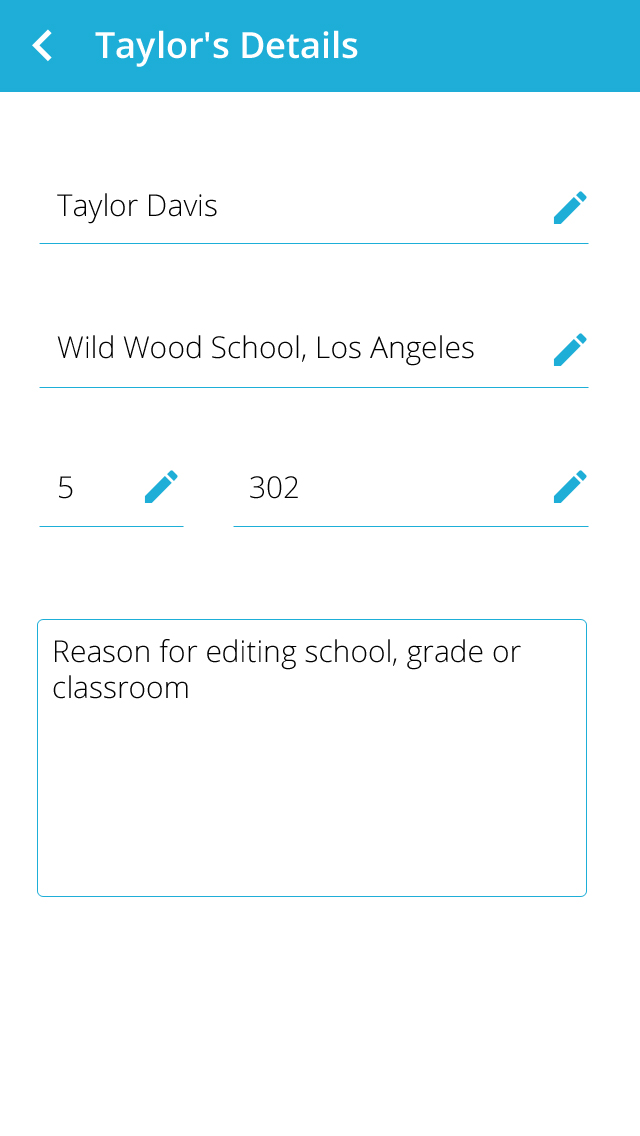 Taylor's Details
Taylor Davis
Wild Wood School, Los Angeles
5 302
Reason for editing school, grade or
classroom